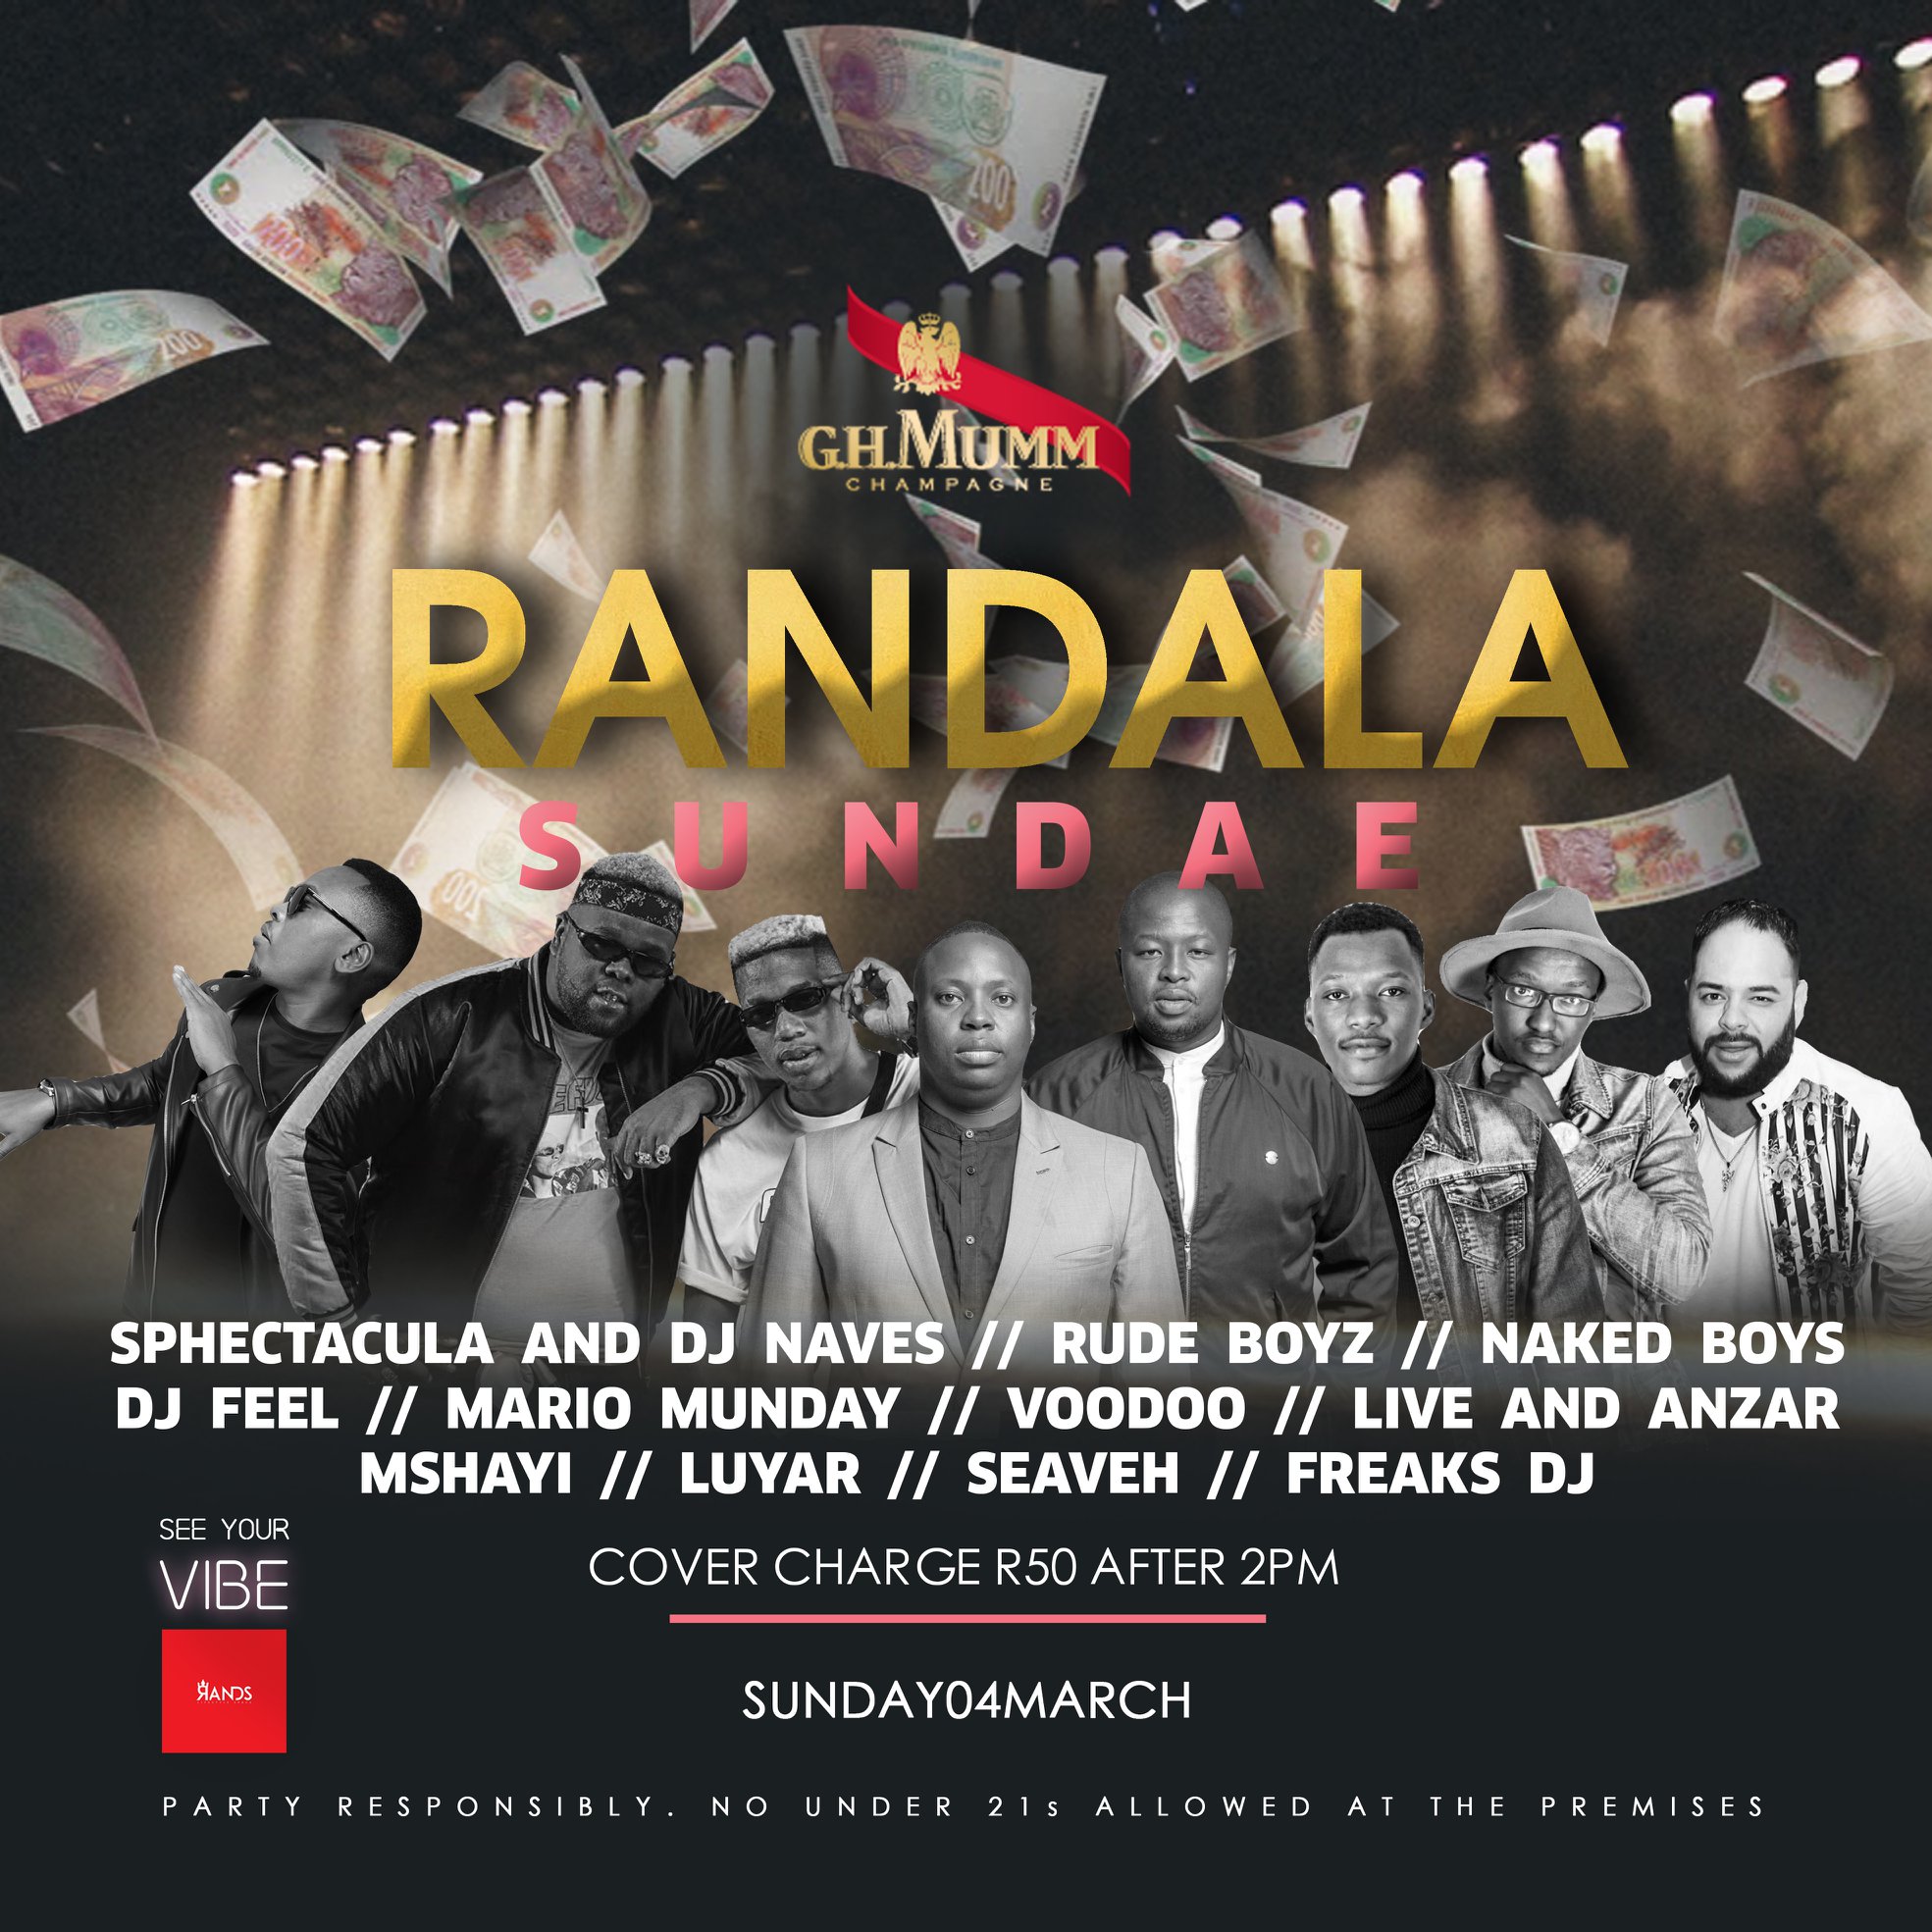 G.H.MUMM
CHAMPAGNE
RANDALA
SUNDAE
SPHECTACULA AND DJ NAVES // RUDE BOYZ // NAKED BOYS
DJ FEEL // MARIO MUNDAY // VOODOO // LIVE AND ANZAR
MSHAYI // LUYAR // SEAVEH // FREAKS DJ
SEE YOUR
VIBE
RANDS
COVER CHARGE R50 AFTER 2PM
SUNDAY04MARCH
PARTY RESPONSIBLY. NO UNDER 21s ALLOWED AT THE PREMISES